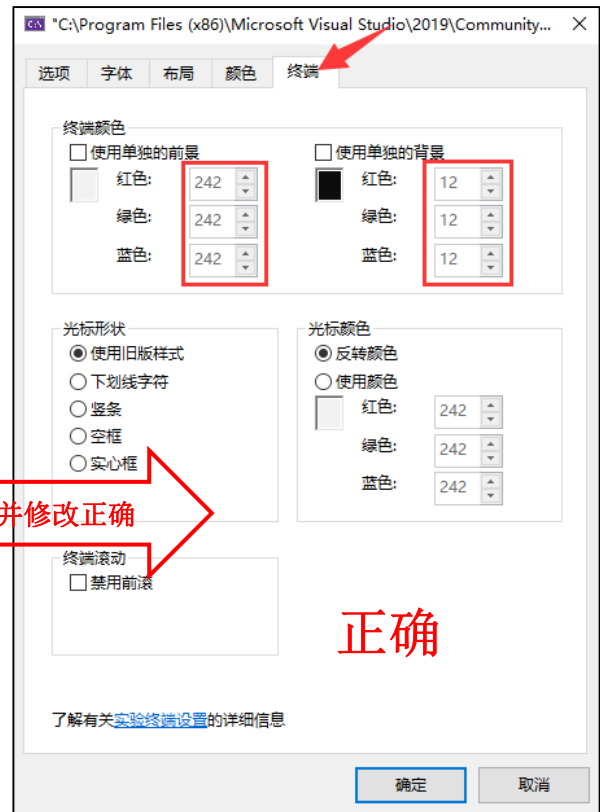 "C:\Program Files (x86)\Microsoft Visual Studio\2019\Community...
选项 字体 布局 颜色 终端
终端颜色
使用单独的前景 使用单独的背景
红色: 242 红色: 12
绿色: 242 绿色: 12
蓝色: 242 蓝色: 12
光标形状 光标颜色
使用旧版样式 反转颜色
下划线字符 使用颜色
竖条 红色: 242
空框 绿色: 242
实心框 蓝色: 242
并修改正确
终端滚动
禁用前滚
正确
了解有关实验终端设置的详细信息
确定 取消